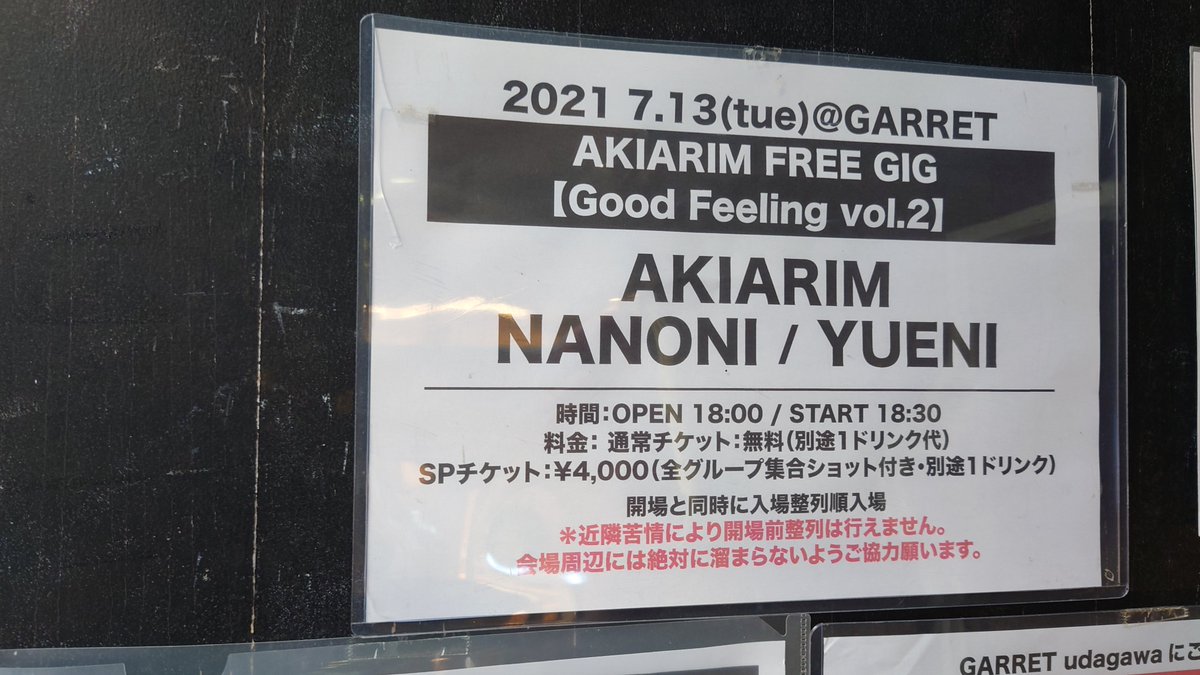 2021 7.13(tue)@GARRET
AKIARIM FREE GIG
【Good Feeling vol.2】
AKIARIM
NANONI / YUENI
時間：OPEN 18:00 / START 18:30
料金： 通常チケット：無料（別途1ドリンク代）
SPチケット：¥4,000（全グループ集合ショット付き・別途1ドリンク）
開場と同時に入場整列順入場
＊近隣苦情により開場前整列は行えません。
会場周辺には絶対に溜まらないようご協力願います。
GARRET udagawa にご